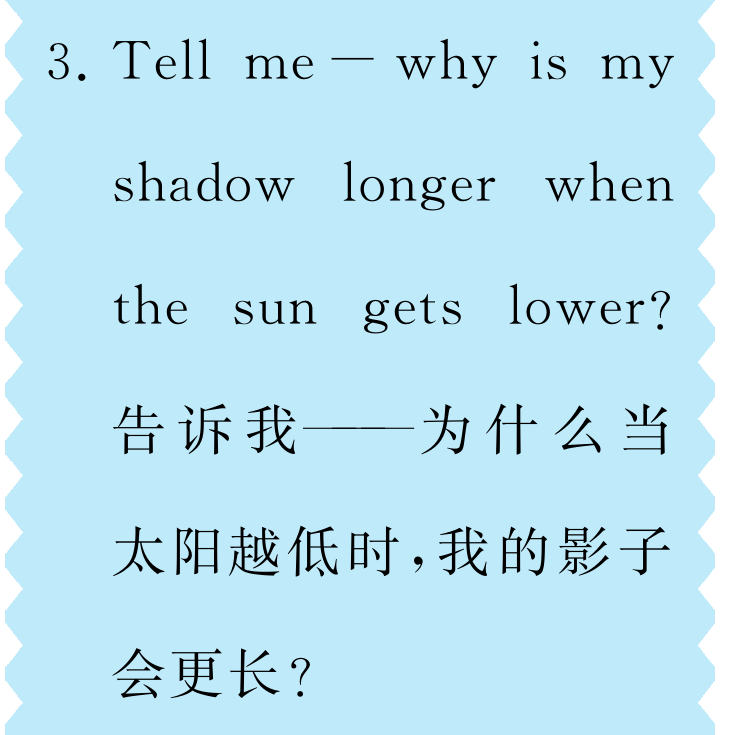 3. Tell me — why is my
shadow longer when
the sun gets lower?
告诉我——为什么当
太阳越低时，我的影子
会更长？